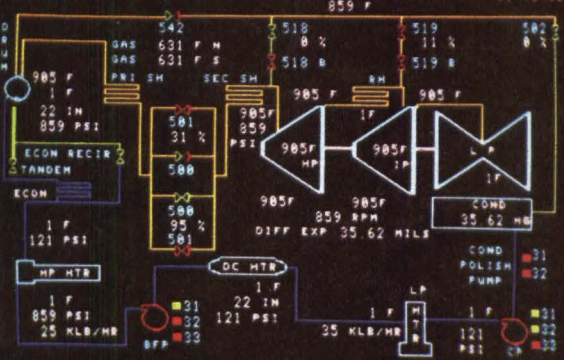 859 F
DRUM
542
518
0 %
519
11 %
502
0 %
GAS 631 F N
GAS 631 F S
518 B
519 B
PRI SH
SEC SH
RH
905 F
1 F
22 IN
859 PSI
905 F
905 F
1F
501
31 %
905F
859
PSI
905F HP
905F IP
LP
1F
ECON RECIR
TANDEM
500
ECON
500
95 %
501
905F
905F
859 RPM
DIFF EXP 35.62 MILS
COND
35.62 HG
1 F
121 PSI
COND
POLISH
PUMP
31
32
HP HTR
DC HTR
1 F
859 PSI
25 KLB/HR
BFP
31
32
33
1.F
22 IN
121 PSI
1 F
35 KLB/HR
LP
HTR
1 F
121
PSI
CP
31
32
33